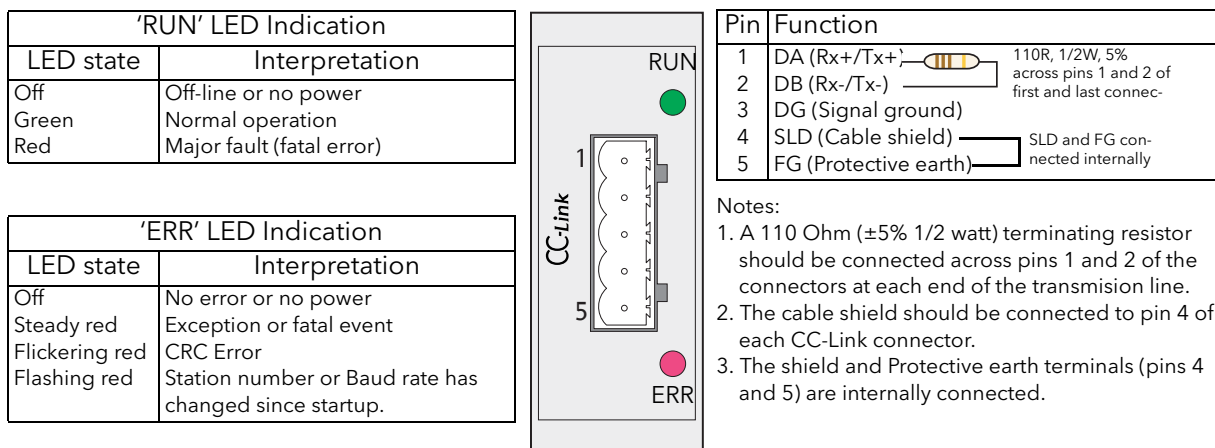 'RUN' LED Indication
LED state Interpretation
Off Off-line or no power
Green Normal operation
Red Major fault (fatal error)
'ERR' LED Indication
LED state Interpretation
Off No error or no power
Steady red Exception or fatal event
Flickering red CRC Error
Flashing red Station number or Baud rate has
changed since startup.
RUN
1
CC-Link
5
ERR
Pin Function
1 DA (Rx+/Tx+)
2 DB (Rx-/Tx-)
3 DG (Signal ground)
4 SLD (Cable shield)
5 FG (Protective earth)
110R, 1/2W, 5%
across pins 1 and 2 of
first and last connec-
SLD and FG con-
nected internally
Notes:
1. A 110 Ohm (±5% 1/2 watt) terminating resistor
should be connected across pins 1 and 2 of the
connectors at each end of the transmision line.
2. The cable shield should be connected to pin 4 of
each CC-Link connector.
3. The shield and Protective earth terminals (pins 4
and 5) are internally connected.